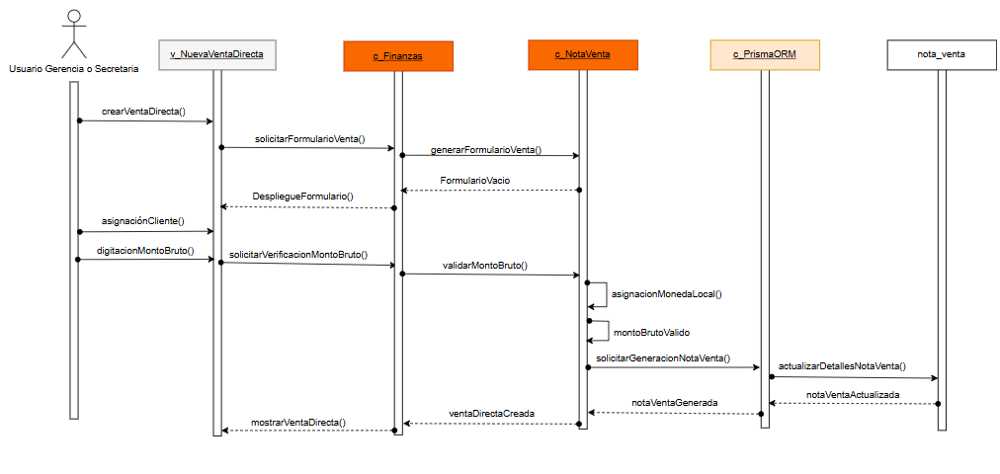 v_NuevaVentaDirecta
c_Finanzas
c_NotaVenta
c_PrismaORM
nota_venta
Usuario Gerencia o Secretaria
crearVentaDirecta()
solicitarFormularioVenta()
generarFormularioVenta()
FormularioVacio
DespliegueFormulario()
asignaciónCliente()
digitacionMontoBruto()
solicitarVerificacionMontoBruto()
validarMontoBruto()
asignacionMonedaLocal()
montoBrutoValido
solicitarGeneracionNotaVenta()
actualizarDetallesNotaVenta()
notaVentaActualizada
notaVentaGenerada
ventaDirectaCreada
mostrarVentaDirecta()